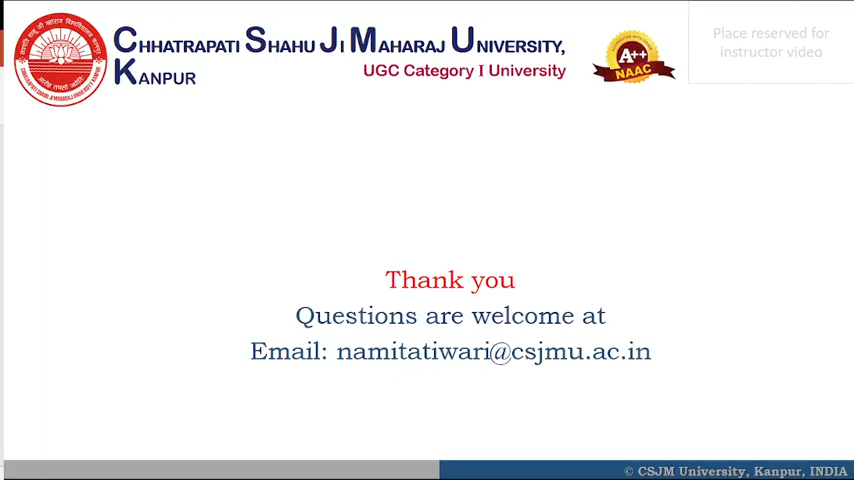 CHHATRAPATI SHAHU JI MAHARAJ UNIVERSITY,
KANPUR
UGC Category I University
A++
NAAC
Place reserved for
instructor video
Thank you
Questions are welcome at
Email: namitatiwari@csjmu.ac.in
© CSJM University, Kanpur, INDIA